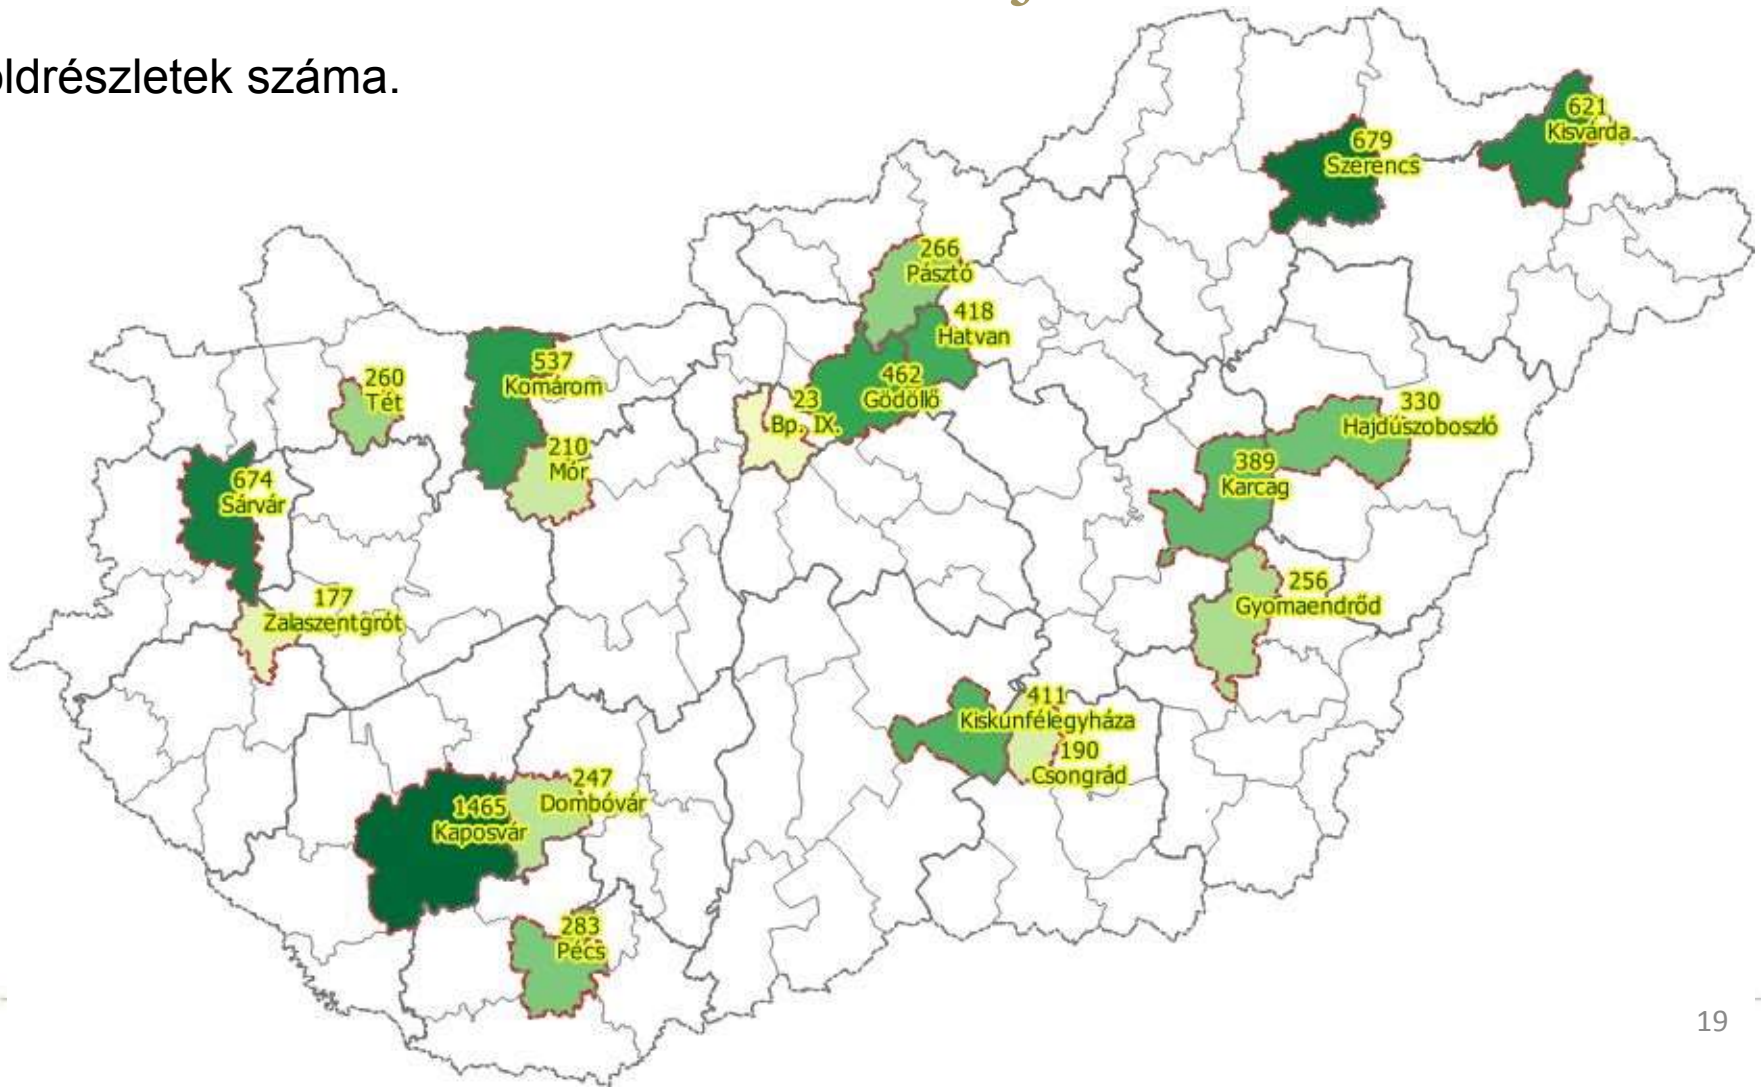 földrészletek száma.
621
Kisvárda
679
Szerencs
266
Pásztó
418
Hatvan
537
Komárom
260
Tét
462
Gödöllő
23
Bp. IX.
330
Hajdúszoboszló
210
Mór
389
Karcag
674
Sárvár
256
Gyomaendrőd
177
Zalaszentgrót
411
Kiskunfélegyháza
190
Csongrád
247
Dombóvár
1465
Kaposvár
283
Pécs
19